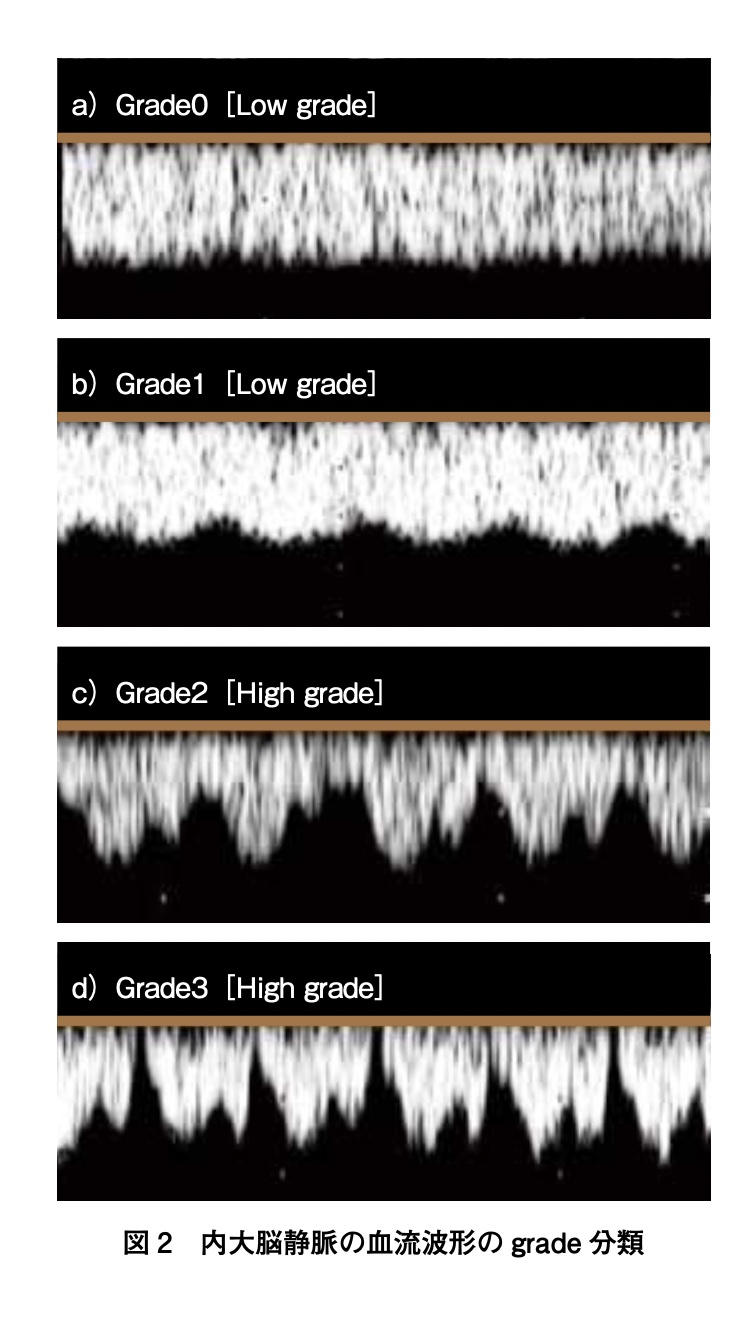 a）Grade0［Low grade］
b）Grade1［Low grade］
c）Grade2［High grade］
d）Grade3［High grade］
図 2　内大脳静脈の血流波形の grade 分類